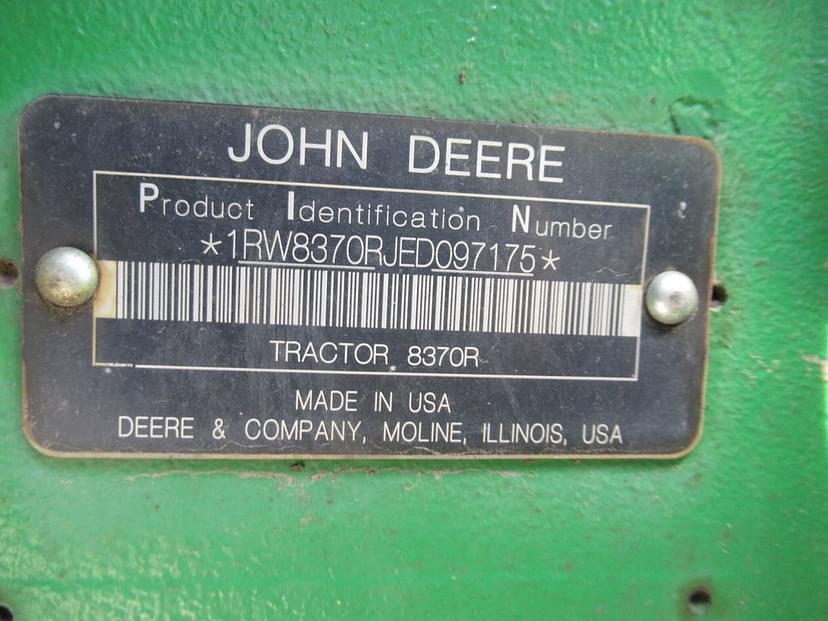 JOHN DEERE
Product Identification Number
*1RW8370RJED097175*
TRACTOR 8370R
MADE IN USA
DEERE & COMPANY, MOLINE, ILLINOIS, USA